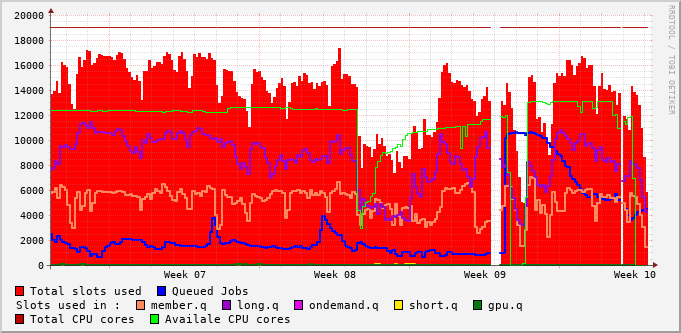 RRDTOOL / TOBI OETIKER
20000
18000
16000
14000
12000
10000
8000
6000
4000
2000
0
Week 07 Week 08 Week 09 Week 10
Total slots used Queued Jobs
Slots used in : member.q long.q ondemand.q short.q gpu.q
Total CPU cores Availale CPU cores